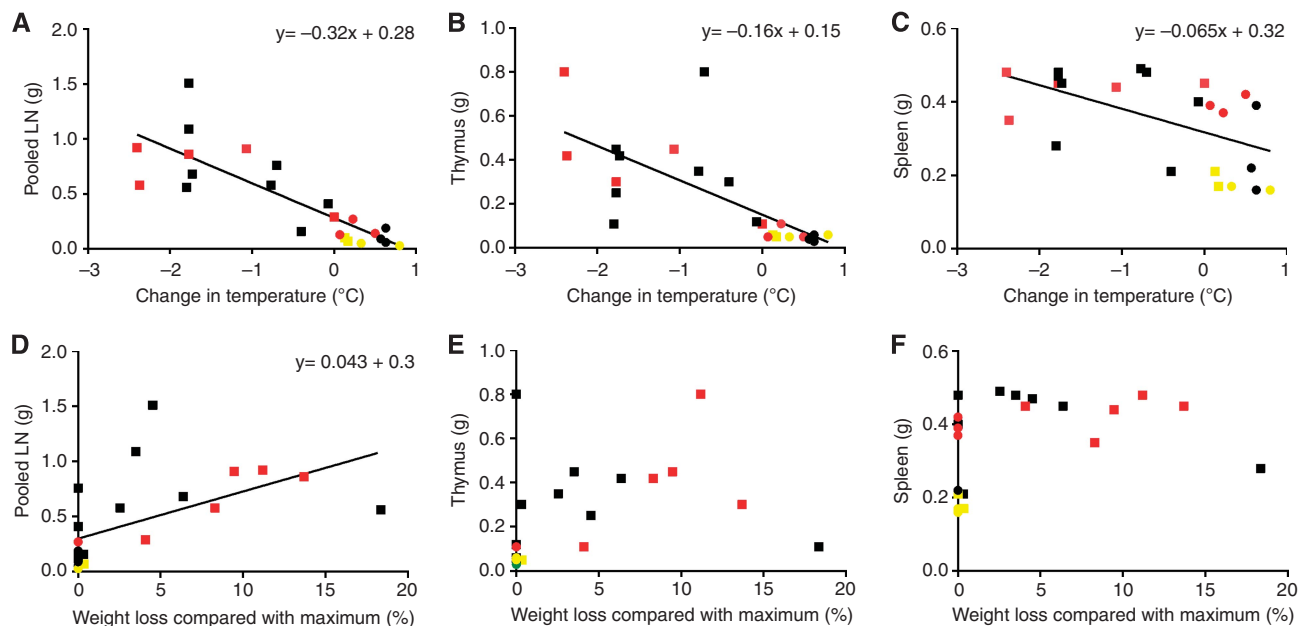 A
y= −0.32x + 0.28
2.0
1.5
1.0
0.5
0.0
Pooled LN (g)
−3 −2 −1 0 1
Change in temperature (°C)
B
y= −0.16x + 0.15
0.8
0.6
0.4
0.2
0.0
Thymus (g)
−3 −2 −1 0 1
Change in temperature (°C)
C
y= −0.065x + 0.32
0.6
0.4
0.2
0.0
Spleen (g)
−3 −2 −1 0 1
Change in temperature (°C)
D
y= 0.043 + 0.3
2.0
1.5
1.0
0.5
0.0
Pooled LN (g)
0 5 10 15 20
Weight loss compared with maximum (%)
E
1.0
0.8
0.6
0.4
0.2
0.0
Thymus (g)
0 5 10 15 20
Weight loss compared with maximum (%)
F
0.6
0.4
0.2
0.0
Spleen (g)
0 5 10 15 20
Weight loss compared with maximum (%)